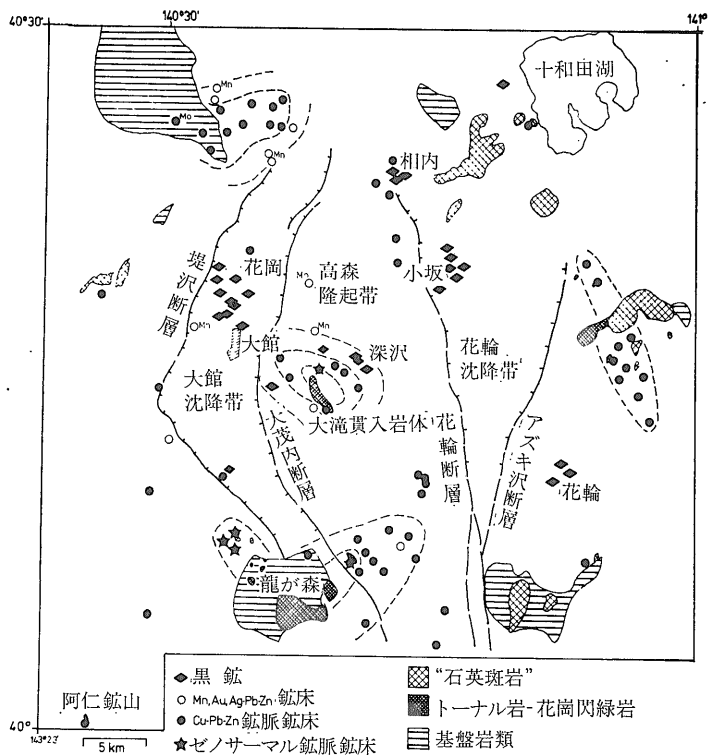 40°30'
140°30'
141°
十和田湖
Mn
Mo
Mn
相内
堤沢断層
花岡
Mn
高森
隆起帯
小坂
Mn
Mn
大館
深沢
大館
沈降帯
花輪
沈降帯
大滝貫入岩体
大茂内断層
花輪断層
アズキ沢断層
花輪
龍が森
阿仁鉱山
40°
5 km
黒鉱
Mn,Au,Ag-Pb-Zn 鉱床
Cu-Pb-Zn 鉱脈鉱床
ゼノサーマル鉱脈鉱床
"石英斑岩"
トーナル岩-花崗閃緑岩
基盤岩類